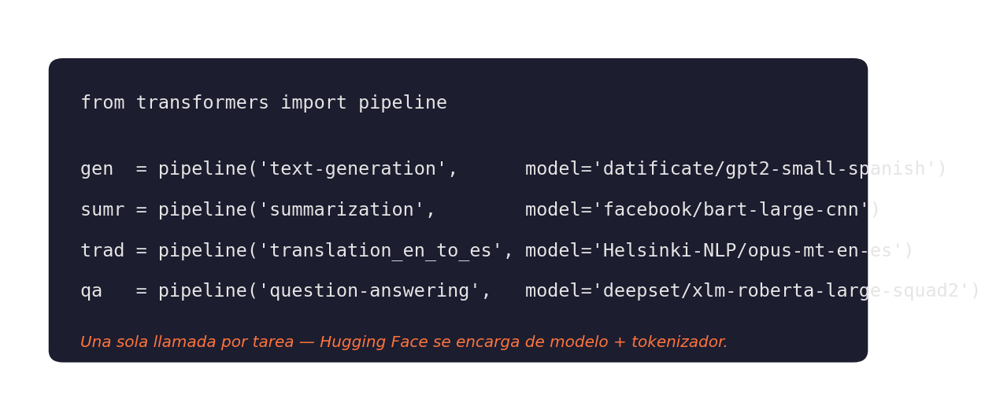 from transformers import pipeline
gen  = pipeline('text-generation',      model='datificate/gpt2-small-spanish')
sumr = pipeline('summarization',        model='facebook/bart-large-cnn')
trad = pipeline('translation_en_to_es', model='Helsinki-NLP/opus-mt-en-es')
qa   = pipeline('question-answering',   model='deepset/xlm-roberta-large-squad2')
Una sola llamada por tarea — Hugging Face se encarga de modelo + tokenizador.